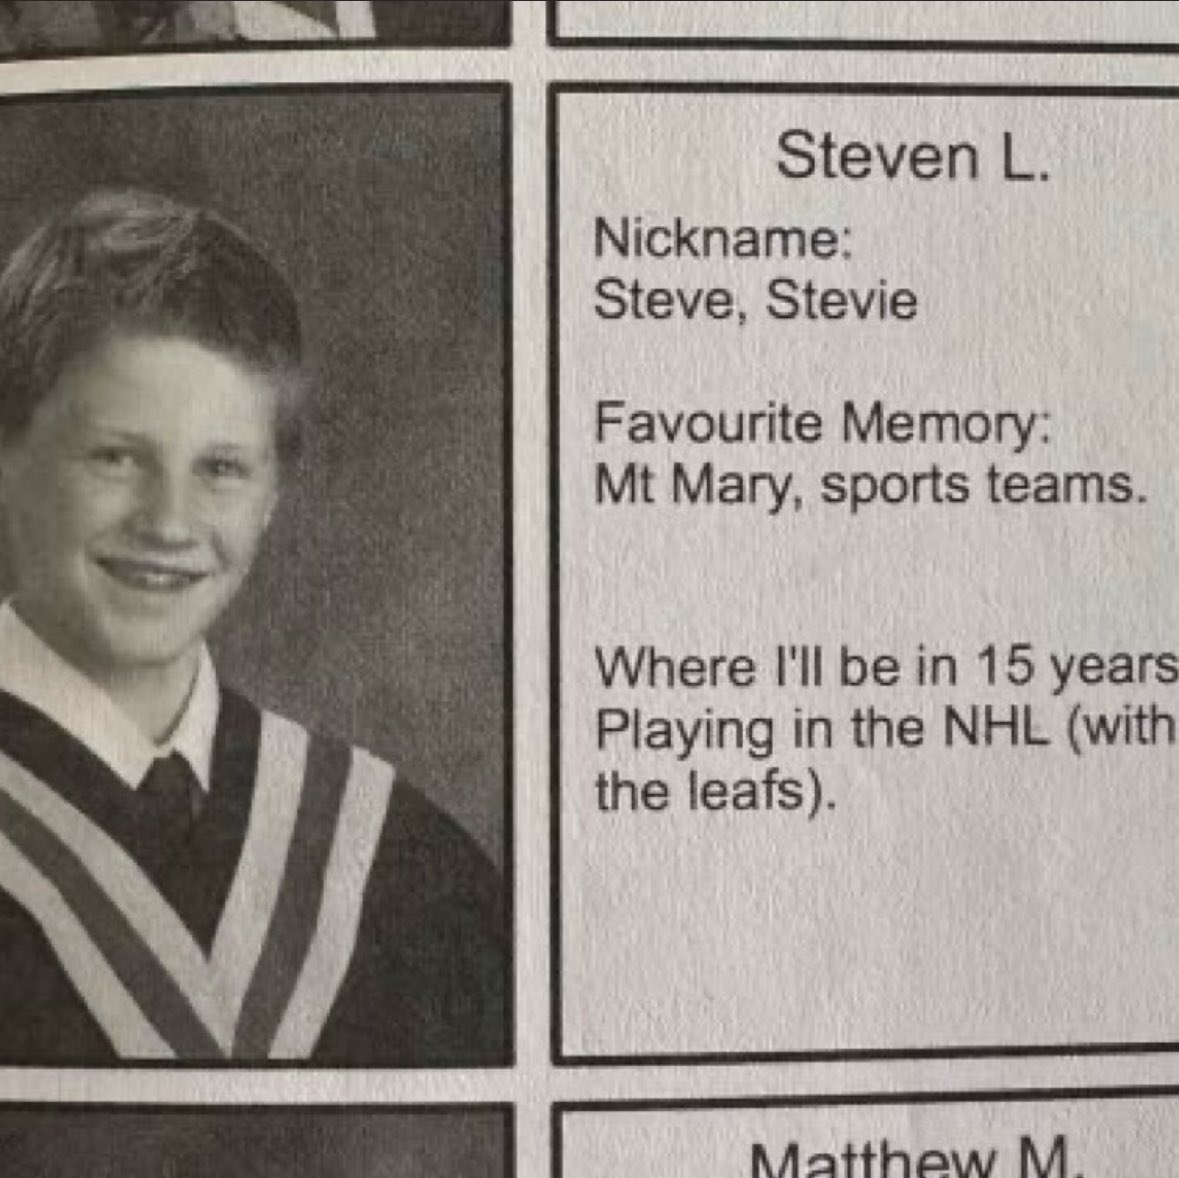 Steven L.
Nickname:
Steve, Stevie
Favourite Memory:
Mt Mary, sports teams.
Where I'll be in 15 years
Playing in the NHL (with
the leafs).
Matthew M.